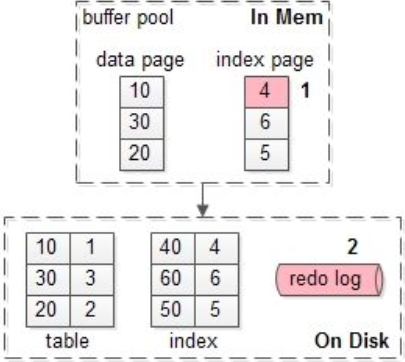 buffer pool In Mem
data page index page
10 4 1
30 6
20 5
10 1 40 4 2
30 3 60 6 redo log
20 2 50 5
table index On Disk